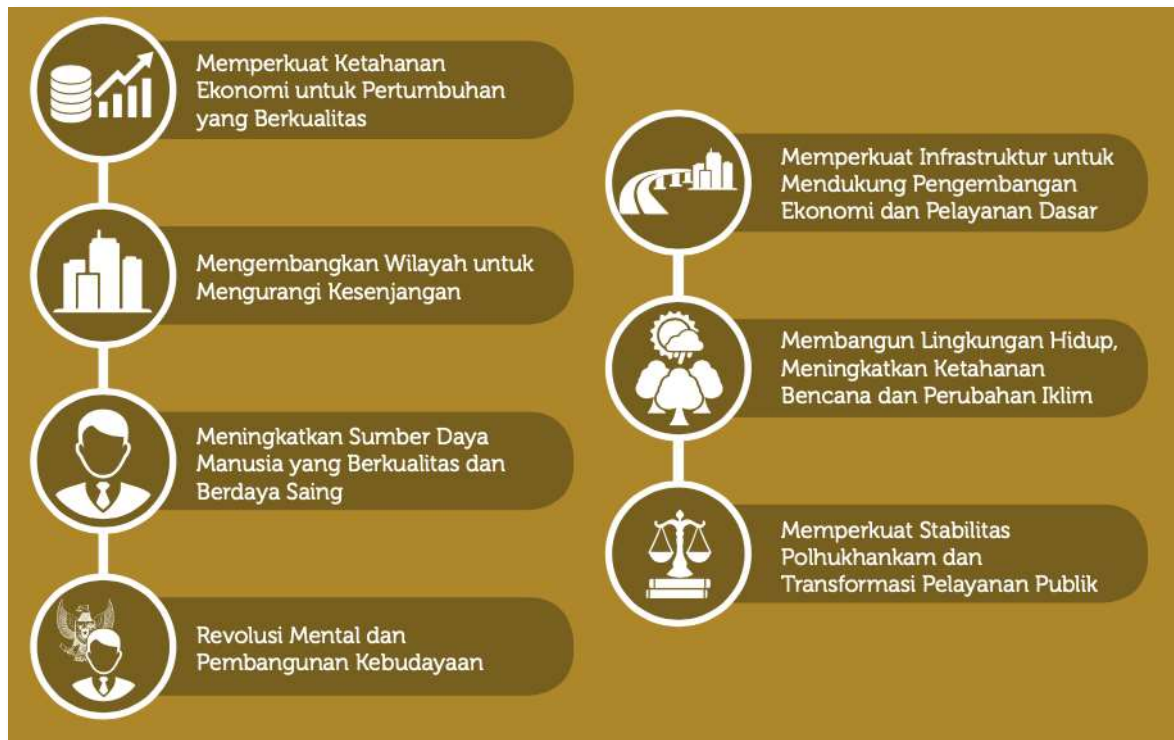 Memperkuat Ketahanan
Ekonomi untuk Pertumbuhan
yang Berkualitas
Mengembangkan Wilayah untuk
Mengurangi Kesenjangan
Meningkatkan Sumber Daya
Manusia yang Berkualitas dan
Berdaya Saing
Revolusi Mental dan
Pembangunan Kebudayaan
Memperkuat Infrastruktur untuk
Mendukung Pengembangan
Ekonomi dan Pelayanan Dasar
Membangun Lingkungan Hidup,
Meningkatkan Ketahanan
Bencana dan Perubahan Iklim
Memperkuat Stabilitas
Polhukhankam dan
Transformasi Pelayanan Publik